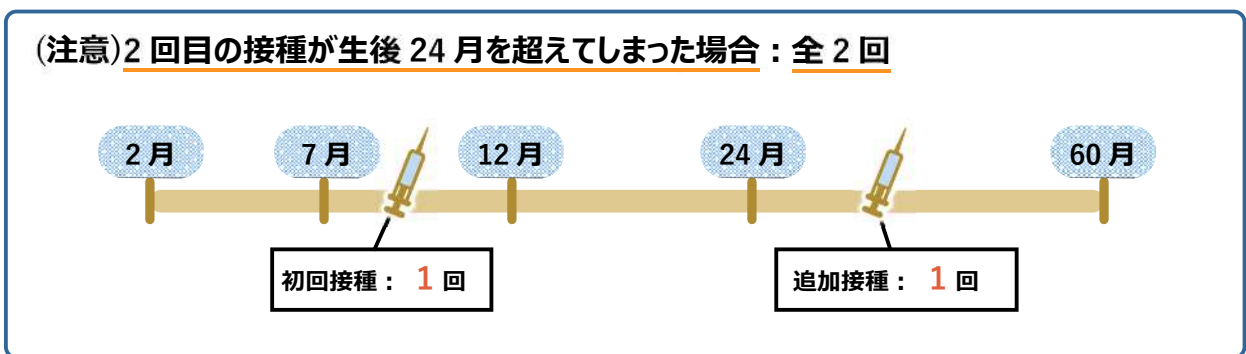 (注意)2 回目の接種が生後 24 月を超えてしまった場合：全 2 回
2 月
7 月
12 月
24 月
60 月
初回接種： 1 回
追加接種： 1 回